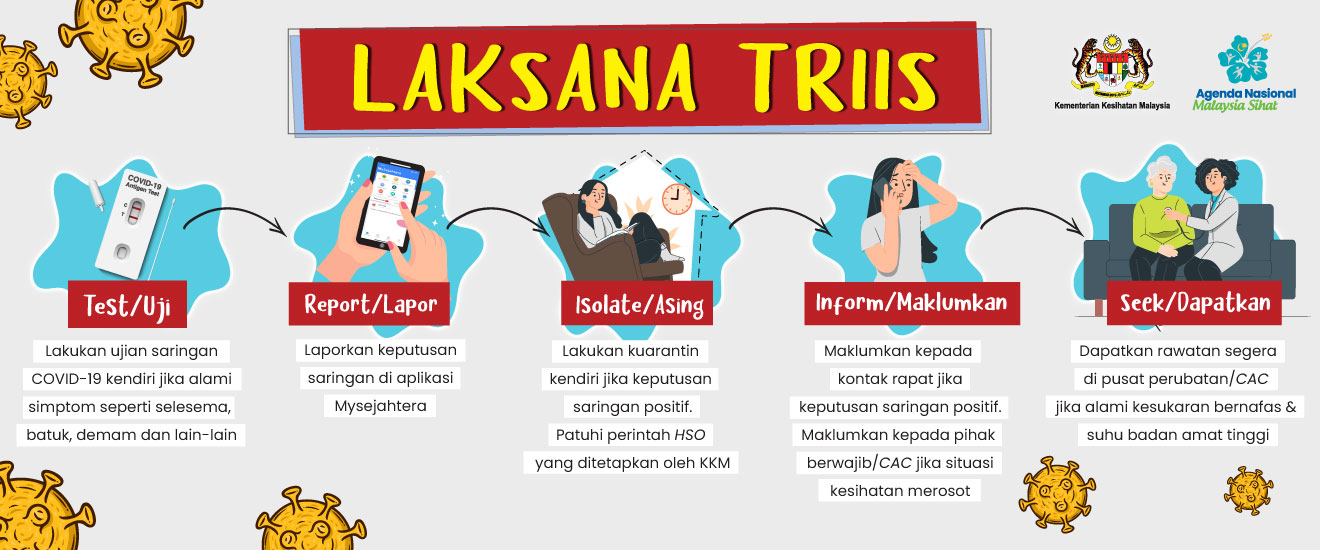 LAKSANA TRIIS
Kementerian Kesihatan Malaysia
Agenda Nasional
Malaysia Sihat
COVID-19
Antigen Test
C
T
Test/Uji
Lakukan ujian saringan
COVID-19 kendiri jika alami
simptom seperti selesema,
batuk, demam dan lain-lain
Report/Lapor
Laporkan keputusan
saringan di aplikasi
Mysejahtera
Isolate/Asing
Lakukan kuarantin
kendiri jika keputusan
saringan positif.
Patuhi perintah HSO
yang ditetapkan oleh KKM
Inform/Maklumkan
Maklumkan kepada
kontak rapat jika
keputusan saringan positif.
Maklumkan kepada pihak
berwajib/CAC jika situasi
kesihatan merosot
Seek/Dapatkan
Dapatkan rawatan segera
di pusat perubatan/CAC
jika alami kesukaran bernafas &
suhu badan amat tinggi